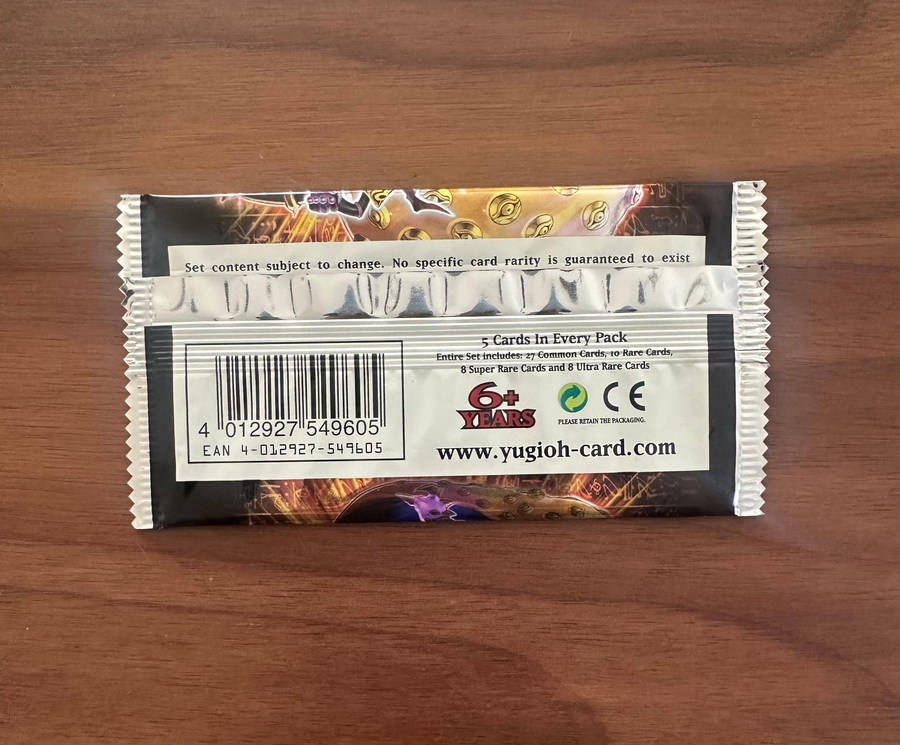 Set content subject to change. No specific card rarity is guaranteed to exist
5 Cards In Every Pack
Entire Set includes: 27 Common Cards, 10 Rare Cards,
8 Super Rare Cards and 8 Ultra Rare Cards
4 012927 549605
EAN 4-012927-549605
6+
YEARS
CE
PLEASE RETAIN THE PACKAGING.
www.yugioh-card.com